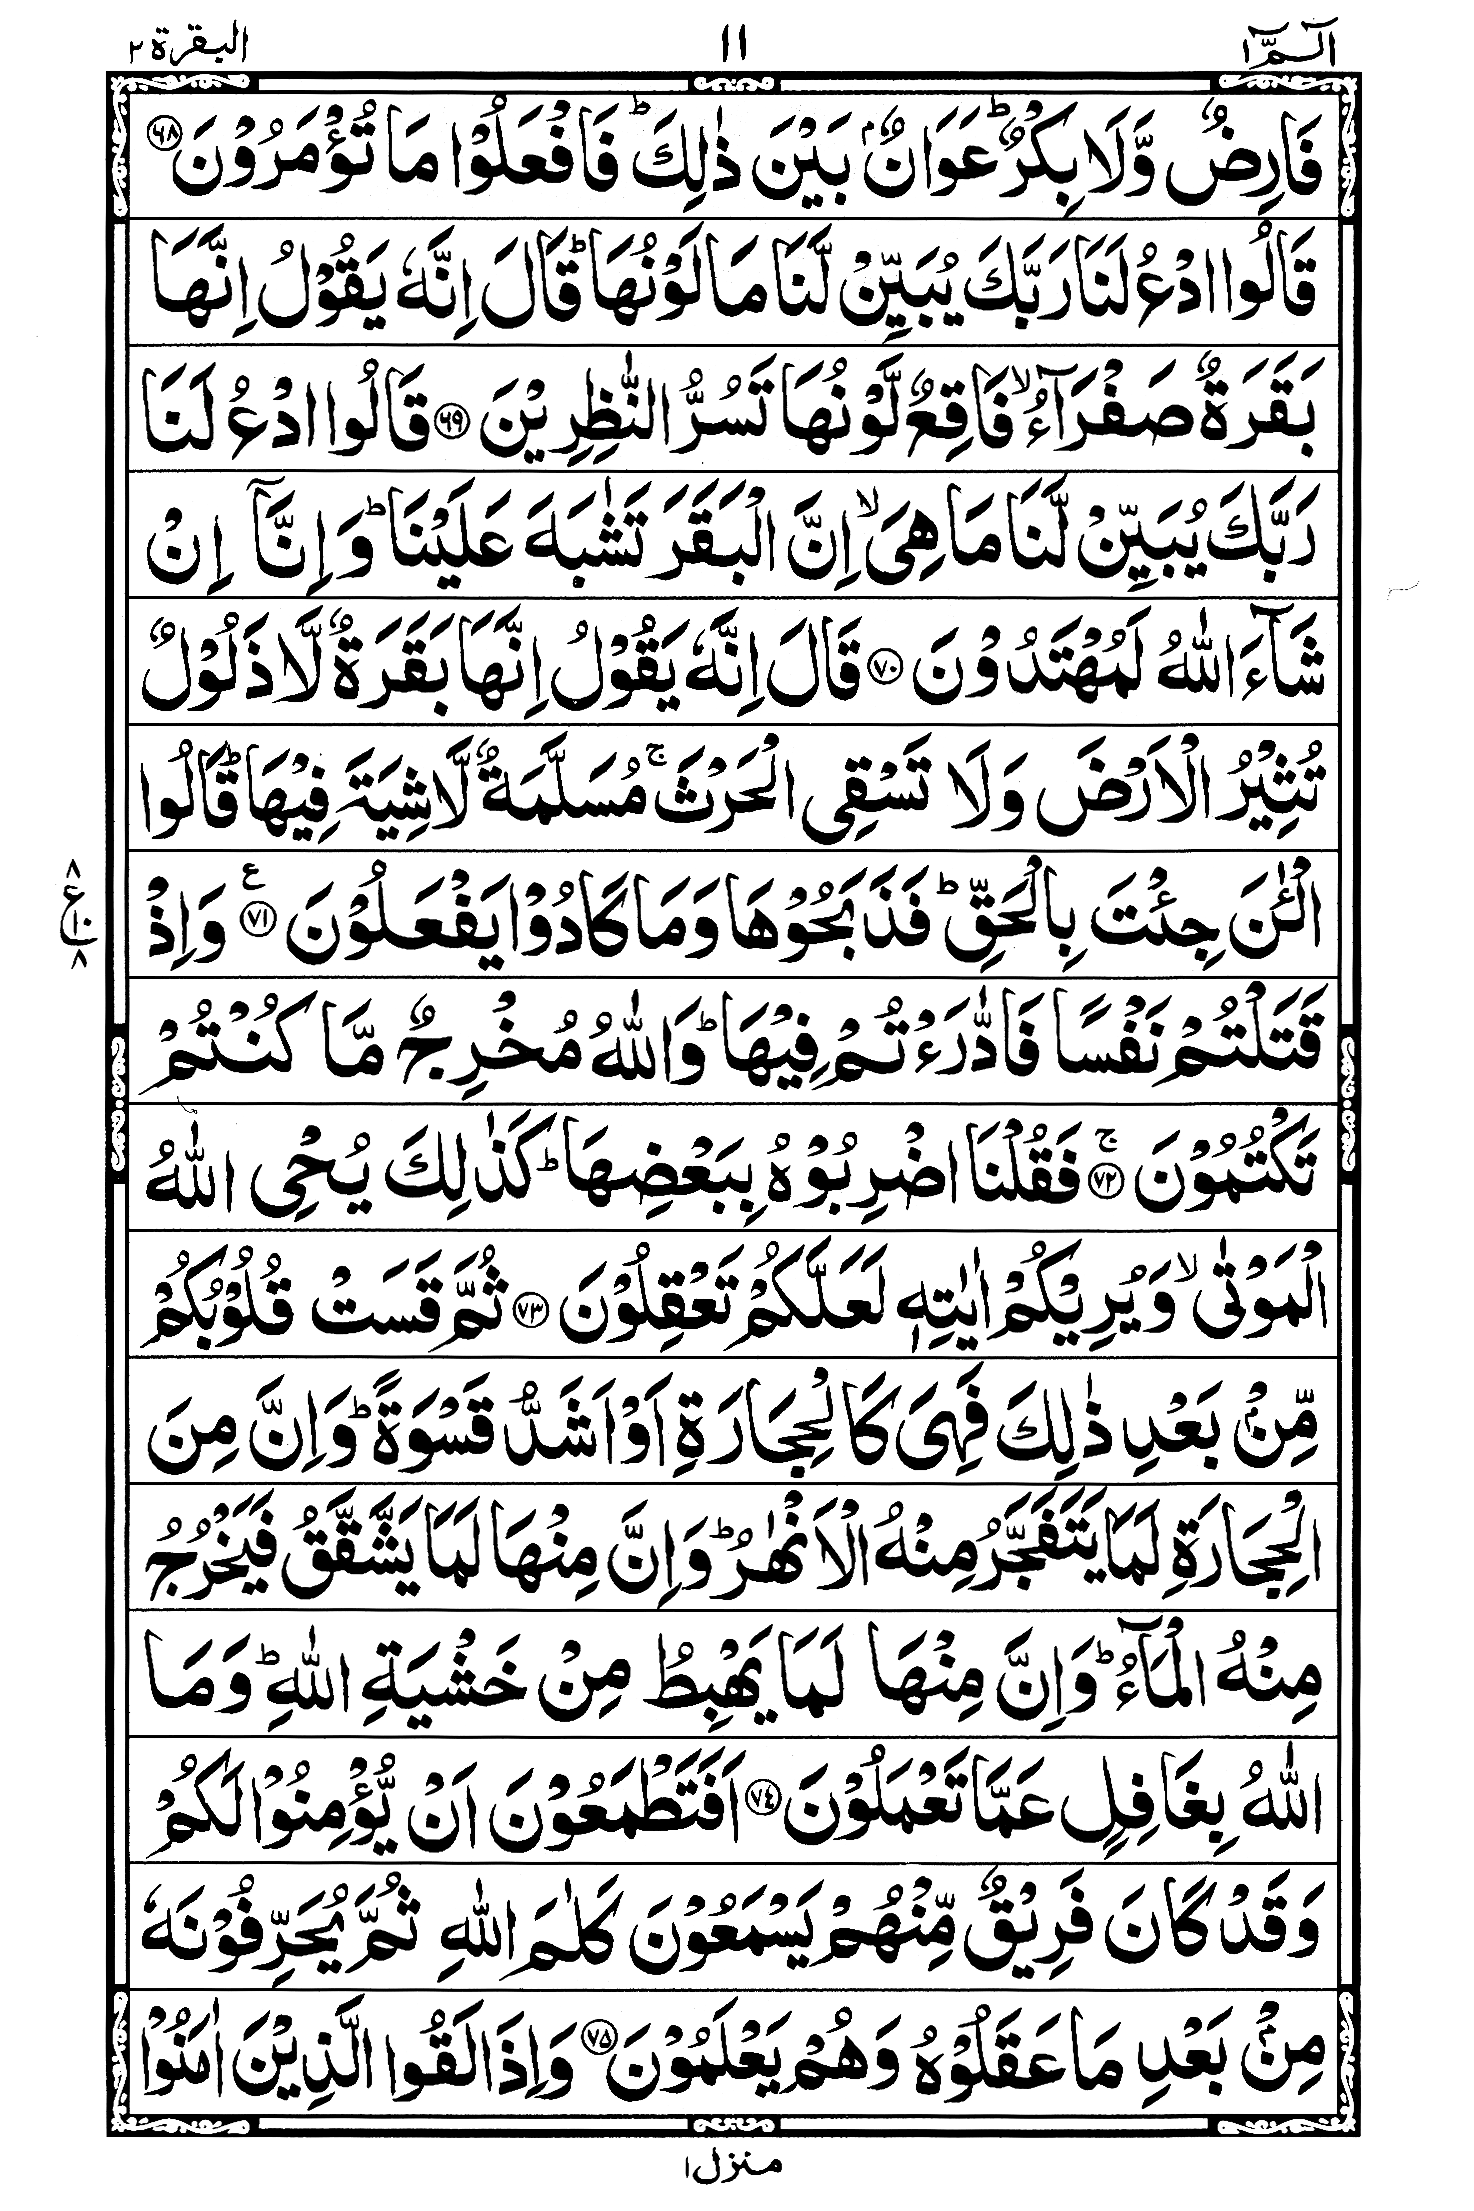 الٓـمّٓ ١
١١
البقرة ٢
فَارِضٌ وَّلَا بِكْرٌ ؕ عَوَانٌۢ بَيْنَ ذٰلِكَ ؕ فَافْعَلُوْا مَا تُؤْمَرُوْنَ ﴿۶۸﴾
قَالُوا ادْعُ لَنَا رَبَّكَ يُبَيِّنْ لَّنَا مَا لَوْنُهَا ؕ قَالَ اِنَّهٗ يَقُوْلُ اِنَّهَا
بَقَرَةٌ صَفْرَآءُ ۙ فَاقِعٌ لَّوْنُهَا تَسُرُّ النّٰظِرِيْنَ ﴿۶۹﴾ قَالُوا ادْعُ لَنَا
رَبَّكَ يُبَيِّنْ لَّنَا مَا هِىَ ۙ اِنَّ الْبَقَرَ تَشٰبَهَ عَلَيْنَا ؕ وَاِنَّاۤ اِنْ
شَآءَ اللّٰهُ لَمُهْتَدُوْنَ ﴿۷۰﴾ قَالَ اِنَّهٗ يَقُوْلُ اِنَّهَا بَقَرَةٌ لَّا ذَلُوْلٌ
تُثِيْرُ الْاَرْضَ وَلَا تَسْقِى الْحَرْثَ ۚ مُسَلَّمَةٌ لَّا شِيَةَ فِيْهَا ؕ قَالُوا
الْـٰٔنَ جِئْتَ بِالْحَقِّ ؕ فَذَبَحُوْهَا وَمَا كَادُوْا يَفْعَلُوْنَ ﴿۷۱﴾ ع وَاِذْ
٨ ع ١٠ ٨
قَتَلْتُمْ نَفْسًا فَادّٰرَءْتُمْ فِيْهَا ؕ وَاللّٰهُ مُخْرِجٌ مَّا كُنْتُمْ
تَكْتُمُوْنَ ۚ ﴿۷۲﴾ فَقُلْنَا اضْرِبُوْهُ بِبَعْضِهَا ؕ كَذٰلِكَ يُحْىِ اللّٰهُ
الْمَوْتٰى ۙ وَيُرِيْكُمْ اٰيٰتِهٖ لَعَلَّكُمْ تَعْقِلُوْنَ ﴿۷۳﴾ ثُمَّ قَسَتْ قُلُوْبُكُمْ
مِّنْۢ بَعْدِ ذٰلِكَ فَهِىَ كَالْحِجَارَةِ اَوْ اَشَدُّ قَسْوَةً ؕ وَاِنَّ مِنَ
الْحِجَارَةِ لَمَا يَتَفَجَّرُ مِنْهُ الْاَنْهٰرُ ؕ وَاِنَّ مِنْهَا لَمَا يَشَّقَّقُ فَيَخْرُجُ
مِنْهُ الْمَآءُ ؕ وَاِنَّ مِنْهَا لَمَا يَهْبِطُ مِنْ خَشْيَةِ اللّٰهِ ؕ وَمَا
اللّٰهُ بِغَافِلٍ عَمَّا تَعْمَلُوْنَ ﴿۷۴﴾ اَفَتَطْمَعُوْنَ اَنْ يُّؤْمِنُوْا لَكُمْ
وَقَدْ كَانَ فَرِيْقٌ مِّنْهُمْ يَسْمَعُوْنَ كَلٰمَ اللّٰهِ ثُمَّ يُحَرِّفُوْنَهٗ
مِنْۢ بَعْدِ مَا عَقَلُوْهُ وَهُمْ يَعْلَمُوْنَ ﴿۷۵﴾ وَاِذَا لَقُوا الَّذِيْنَ اٰمَنُوْا
منزل ١